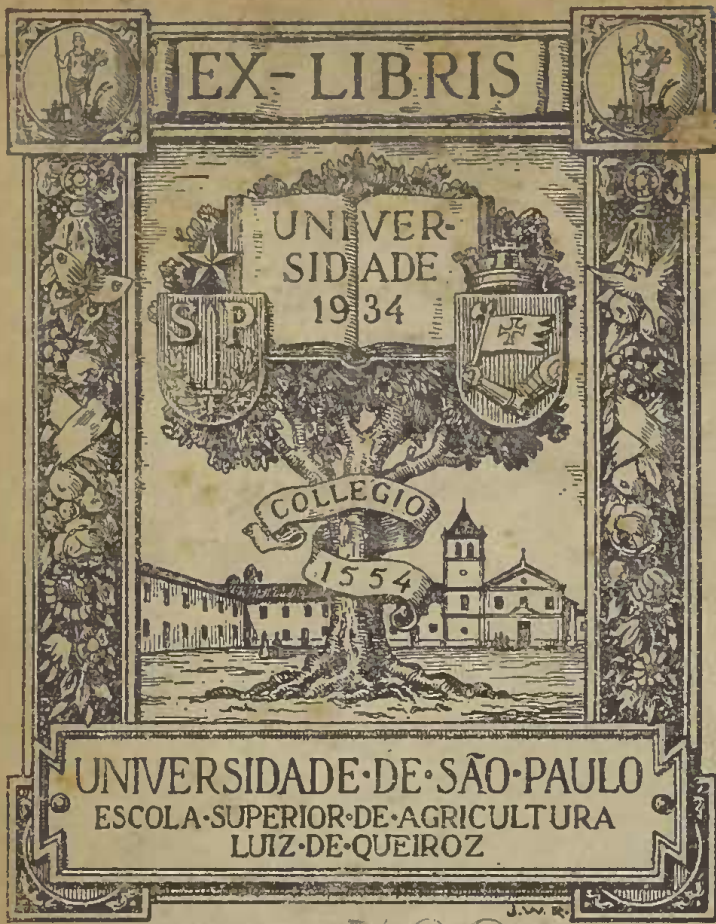 EX-LIBRIS
UNIVER-
SIDADE
1934
S P
COLLEGIO
1554
UNIVERSIDADE·DE·SÃO·PAULO
ESCOLA·SUPERIOR·DE·AGRICULTURA
LUIZ·DE·QUEIROZ
J.W.R.